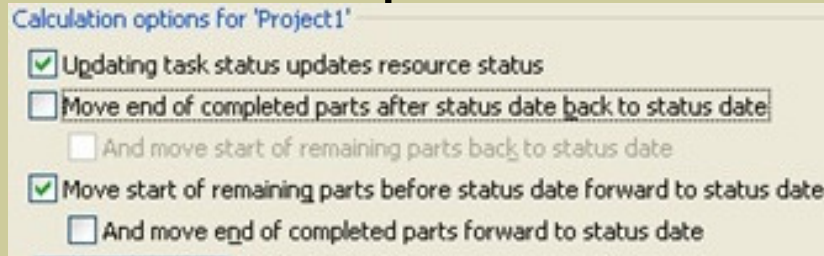 Calculation options for 'Project1'
Updating task status updates resource status
Move end of completed parts after status date back to status date
And move start of remaining parts back to status date
Move start of remaining parts before status date forward to status date
And move end of completed parts forward to status date